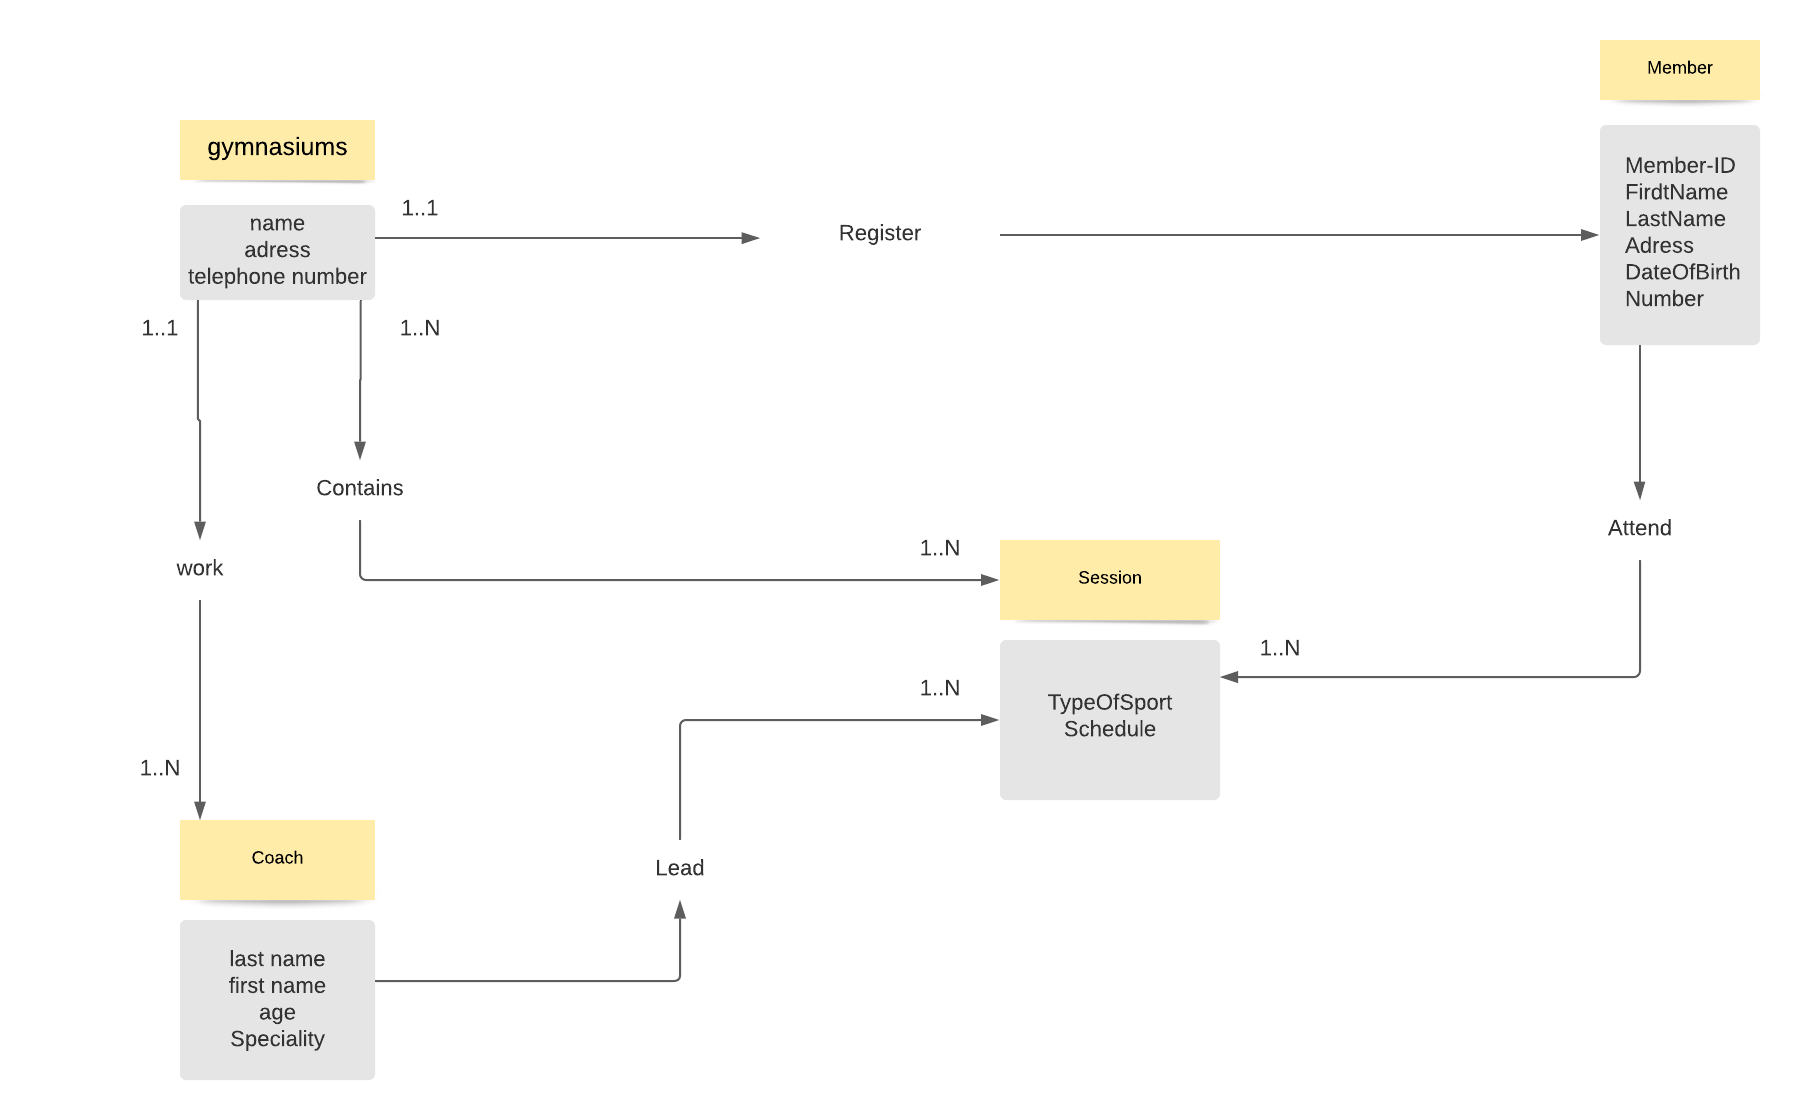 Member
gymnasiums
Member-ID
FirdtName
LastName
Adress
DateOfBirth
Number
name
adress
telephone number
1..1
Register
1..1
1..N
Contains
Attend
work
1..N
Session
1..N
1..N
TypeOfSport
Schedule
1..N
Coach
Lead
last name
first name
age
Speciality